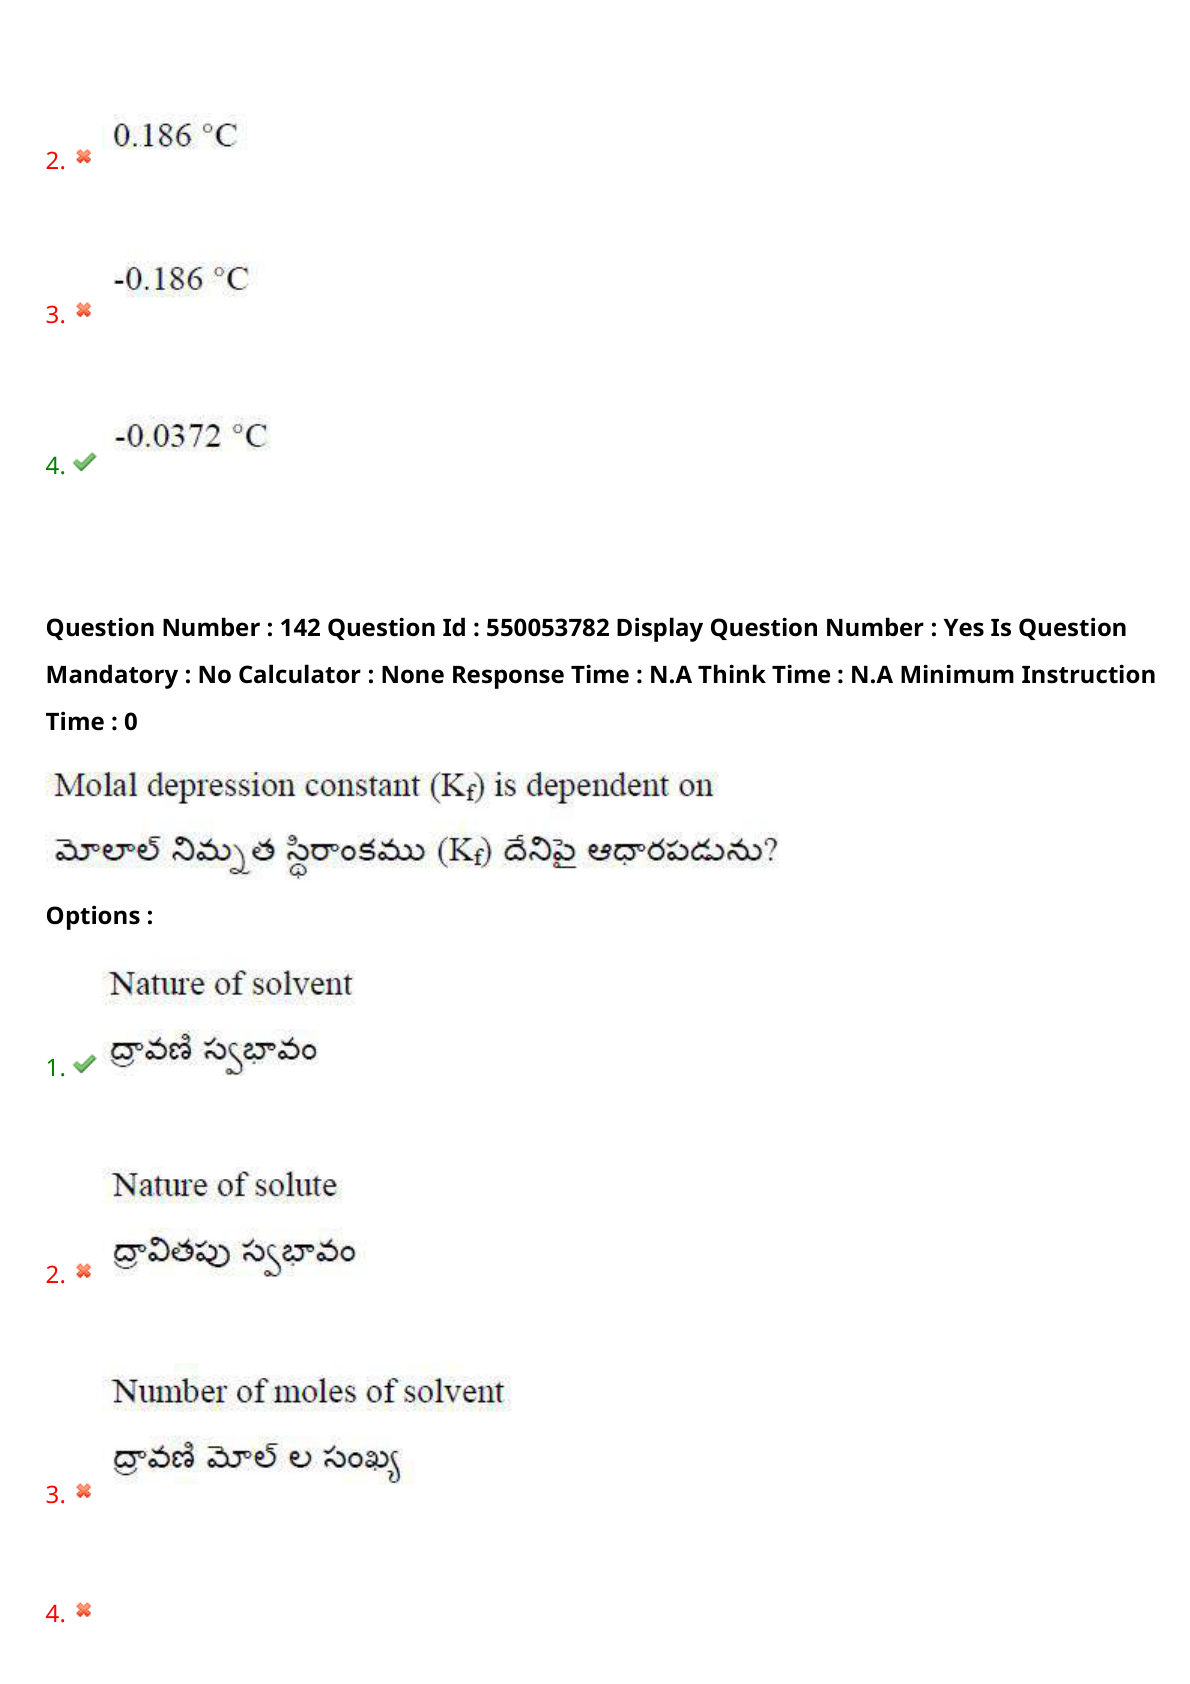 0.186 °C
2.
-0.186 °C
3.
-0.0372 °C
4.
Question Number : 142 Question Id : 550053782 Display Question Number : Yes Is Question
Mandatory : No Calculator : None Response Time : N.A Think Time : N.A Minimum Instruction
Time : 0
Molal depression constant (Kf) is dependent on
మోలాల్ నిమ్నత స్థిరాంకము (Kf) దేనిపై ఆధారపడును?
Options :
Nature of solvent
ద్రావణి స్వభావం
1.
Nature of solute
ద్రావితపు స్వభావం
2.
Number of moles of solvent
ద్రావణి మోల్ ల సంఖ్య
3.
4.